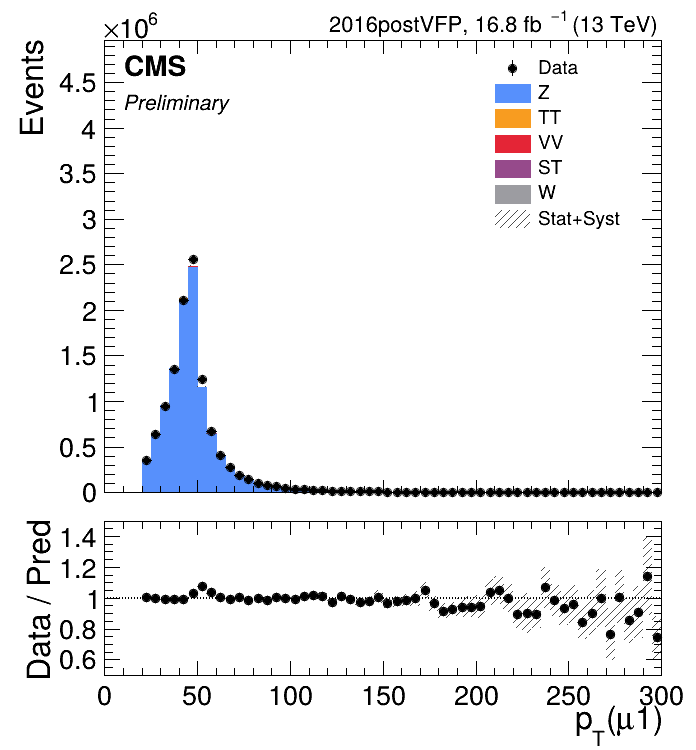 ×10⁶
2016postVFP, 16.8 fb ⁻¹ (13 TeV)
CMS
Preliminary
Data
Z
TT
VV
ST
W
Stat+Syst
Events
4.5
4
3.5
3
2.5
2
1.5
1
0.5
0
Data / Pred
1.4
1.2
1
0.8
0.6
0 50 100 150 200 250 300
p_T(μ1)